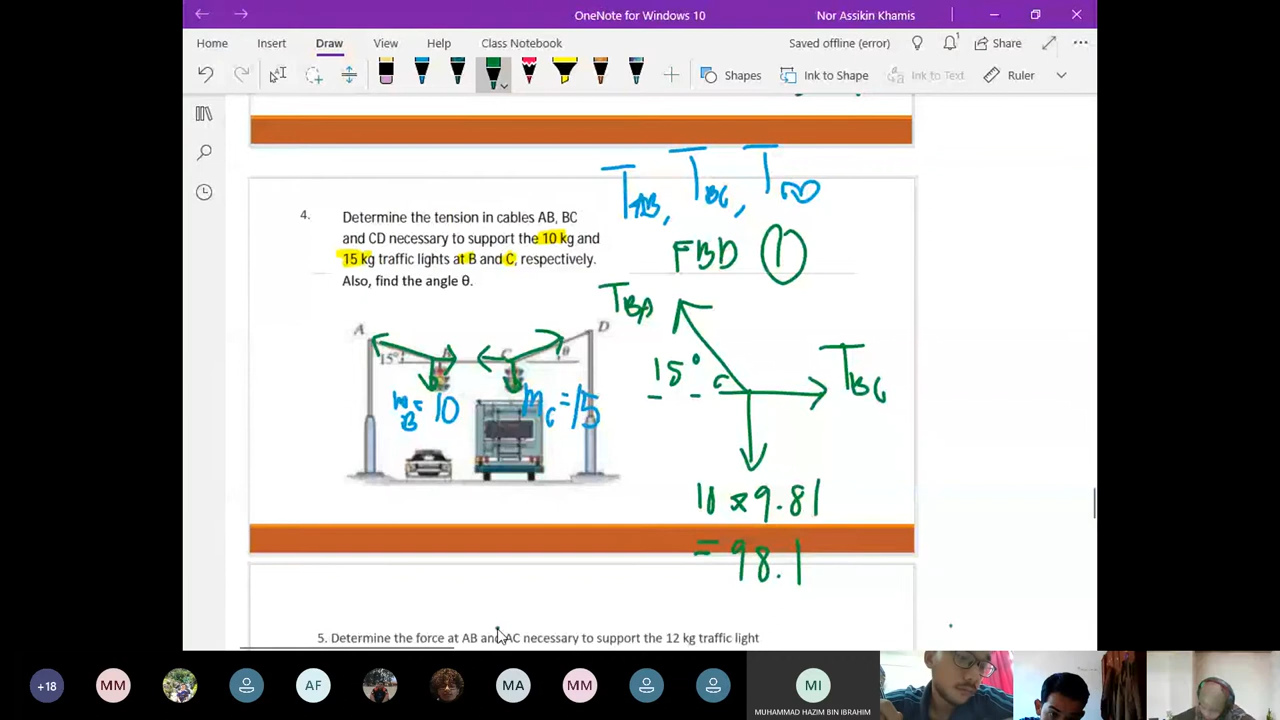 OneNote for Windows 10
Nor Assikin Khamis
Home Insert Draw View Help Class Notebook
Saved offline (error)
1
Share
Shapes
Ink to Shape
Ink to Text
Ruler
T_AB, T_BC, T_CD
4. Determine the tension in cables AB, BC
and CD necessary to support the 10 kg and
15 kg traffic lights at B and C, respectively.
Also, find the angle θ.
FBD 1
T_BA
15°
T_BC
10 x 9.81
= 98.1
A
B
C
D
15°
θ
m_B = 10
m_C = 15
5. Determine the force at AB and AC necessary to support the 12 kg traffic light
+18
MM
AF
MA
MM
MI
MUHAMMAD HAZIM BIN IBRAHIM